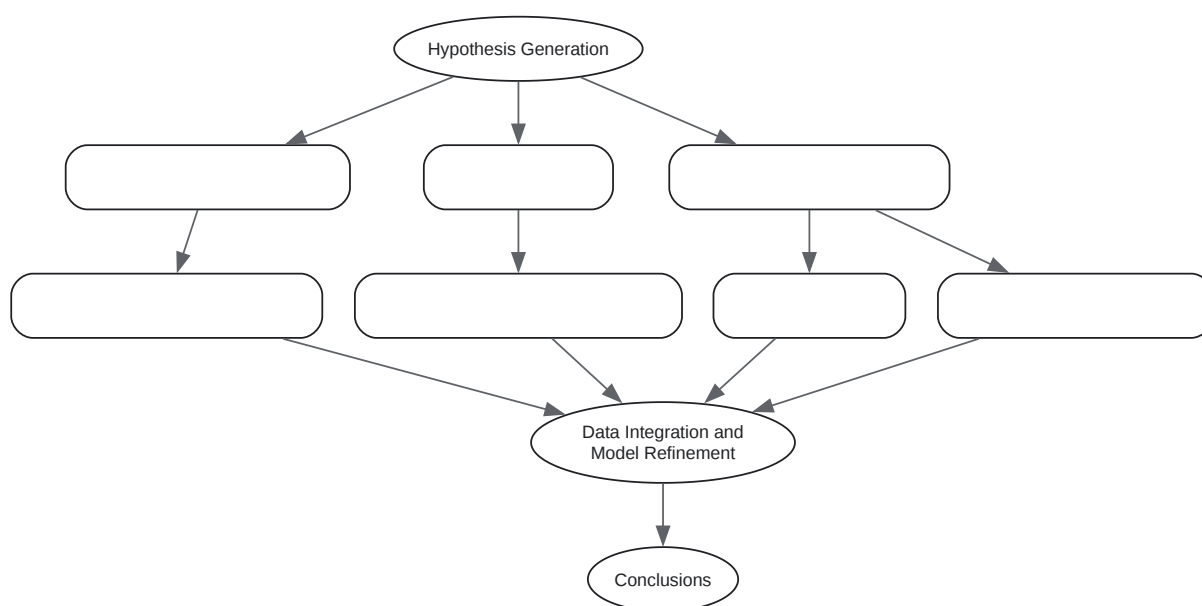 Hypothesis Generation
Data Integration and
Model Refinement
Conclusions